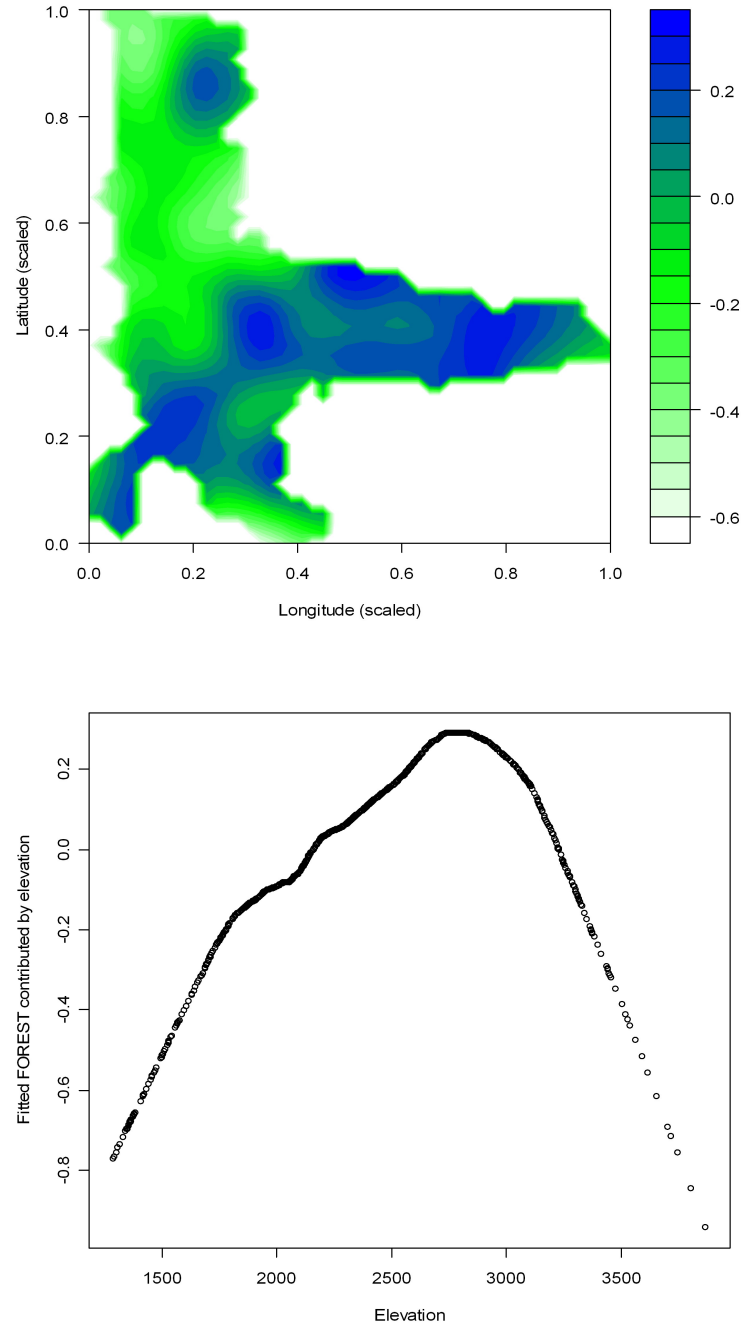 1.0
0.8
0.6
0.4
0.2
0.0
Latitude (scaled)
0.0 0.2 0.4 0.6 0.8 1.0
Longitude (scaled)
0.2
0.0
-0.2
-0.4
-0.6
0.2
0.0
-0.2
-0.4
-0.6
-0.8
Fitted FOREST contributed by elevation
1500 2000 2500 3000 3500
Elevation